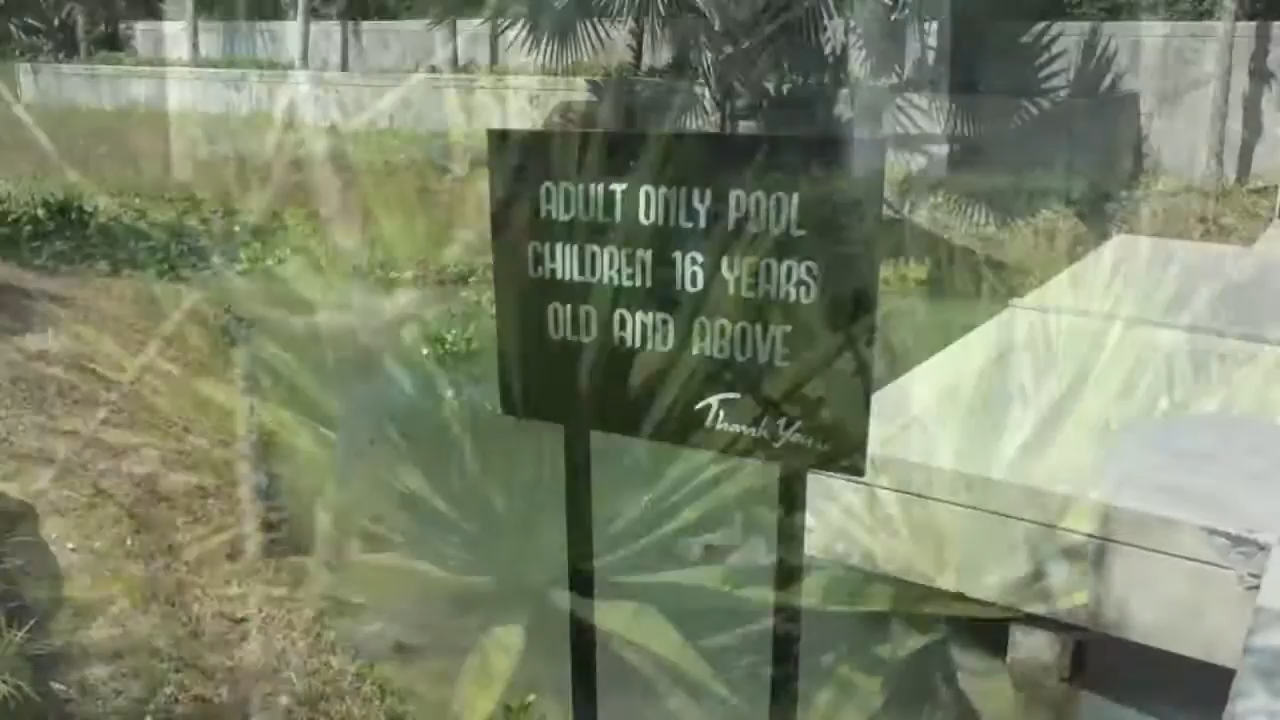 ADULT ONLY POOL
CHILDREN 16 YEARS
OLD AND ABOVE
Thank You